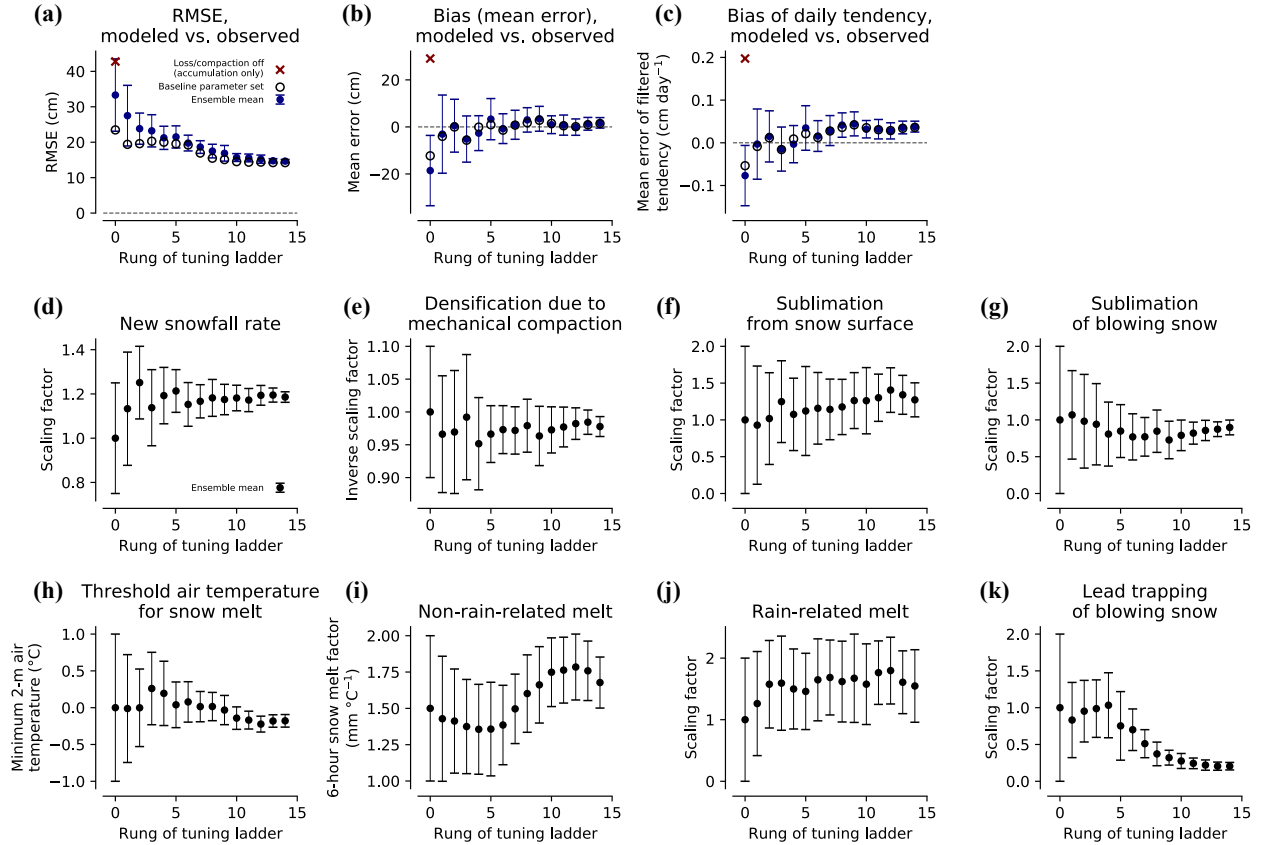 (a)
RMSE,
modeled vs. observed
RMSE (cm)
40
30
20
10
0
Loss/compaction off
(accumulation only)
Baseline parameter set
Ensemble mean
0 5 10 15
Rung of tuning ladder
(b)
Bias (mean error),
modeled vs. observed
Mean error (cm)
20
0
−20
0 5 10 15
Rung of tuning ladder
(c)
Bias of daily tendency,
modeled vs. observed
Mean error of filtered
tendency (cm day−1)
0.2
0.1
0.0
−0.1
0 5 10 15
Rung of tuning ladder
(d)
New snowfall rate
Scaling factor
1.4
1.2
1.0
0.8
Ensemble mean
0 5 10 15
Rung of tuning ladder
(e)
Densification due to
mechanical compaction
Inverse scaling factor
1.10
1.05
1.00
0.95
0.90
0 5 10 15
Rung of tuning ladder
(f)
Sublimation
from snow surface
Scaling factor
2.0
1.5
1.0
0.5
0.0
0 5 10 15
Rung of tuning ladder
(g)
Sublimation
of blowing snow
Scaling factor
2.0
1.5
1.0
0.5
0.0
0 5 10 15
Rung of tuning ladder
(h)
Threshold air temperature
for snow melt
Minimum 2-m air
temperature (°C)
1.0
0.5
0.0
−0.5
−1.0
0 5 10 15
Rung of tuning ladder
(i)
Non-rain-related melt
6-hour snow melt factor
(mm °C−1)
2.00
1.75
1.50
1.25
1.00
0 5 10 15
Rung of tuning ladder
(j)
Rain-related melt
Scaling factor
2
1
0
0 5 10 15
Rung of tuning ladder
(k)
Lead trapping
of blowing snow
Scaling factor
2.0
1.5
1.0
0.5
0.0
0 5 10 15
Rung of tuning ladder